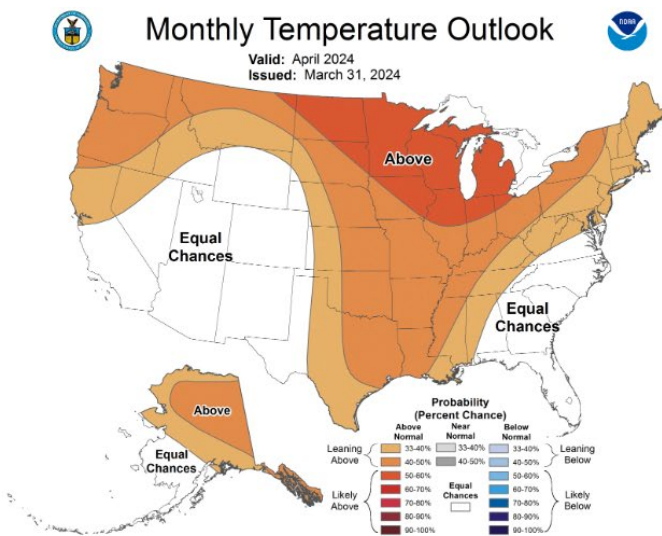 NOAA
Monthly Temperature Outlook
Valid: April 2024
Issued: March 31, 2024
Above
Equal
Chances
Equal
Chances
Above
Equal
Chances
Probability
(Percent Chance)
Above Normal
Near Normal
Below Normal
Leaning Above
33-40%
33-40%
33-40%
Leaning Below
40-50%
40-50%
40-50%
Likely Above
50-60%
Equal Chances
50-60%
Likely Below
60-70%
60-70%
70-80%
70-80%
80-90%
80-90%
90-100%
90-100%